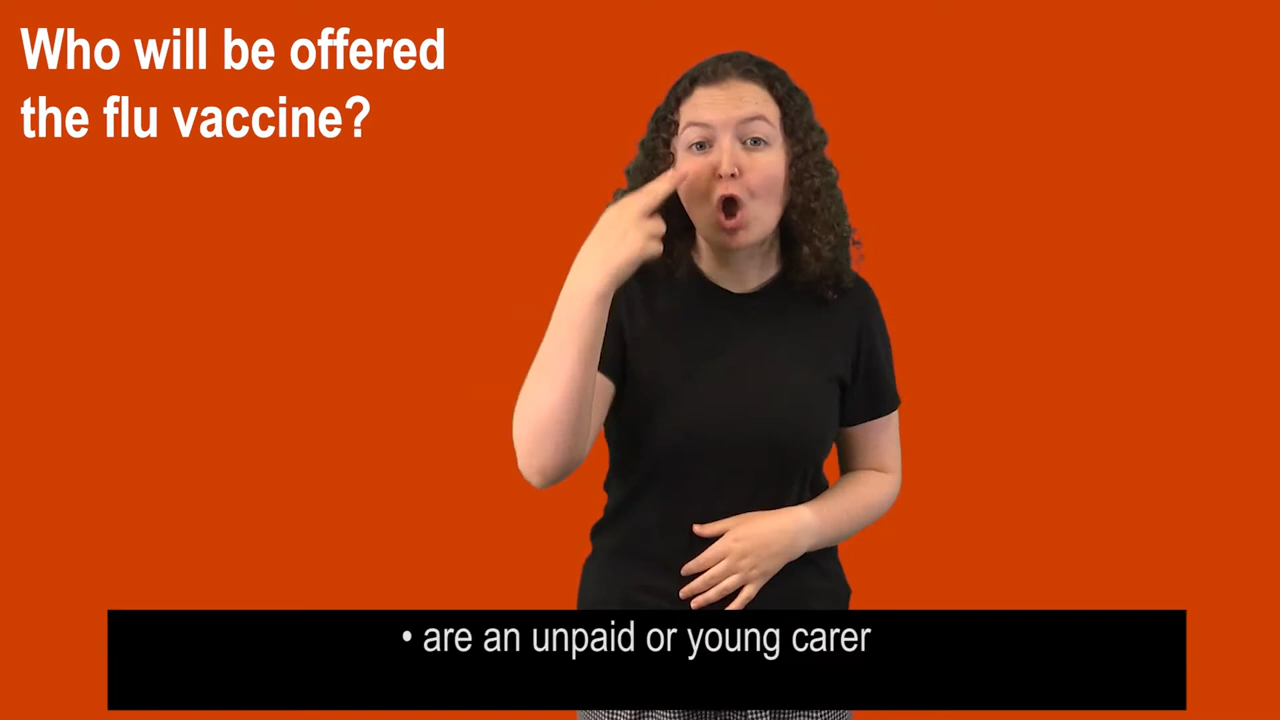 Who will be offered
the flu vaccine?
• are an unpaid or young carer